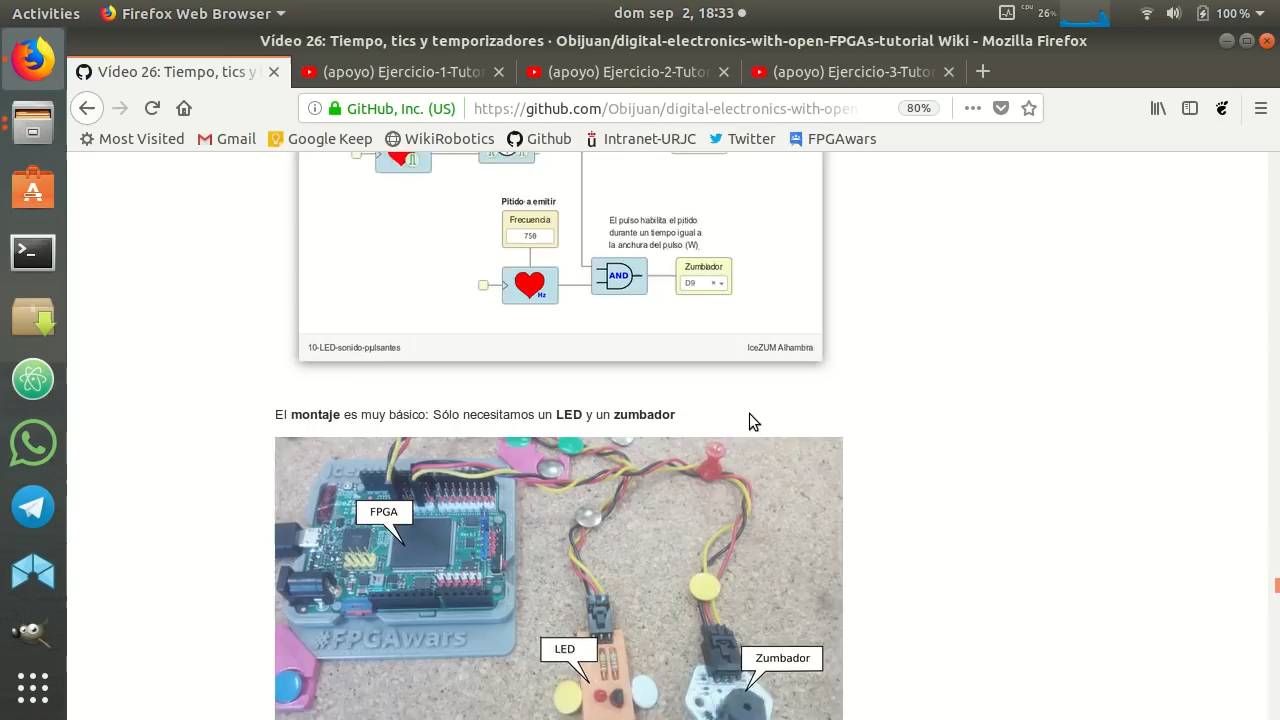 Activities
Firefox Web Browser
dom sep 2, 18:33
cpu 26%
100 %
Vídeo 26: Tiempo, tics y temporizadores · Obijuan/digital-electronics-with-open-FPGAs-tutorial Wiki - Mozilla Firefox
Vídeo 26: Tiempo, tics y t
(apoyo) Ejercicio-1-Tutor
(apoyo) Ejercicio-2-Tutor
(apoyo) Ejercicio-3-Tutor
GitHub, Inc. (US)
https://github.com/Obijuan/digital-electronics-with-open
80%
Most Visited
Gmail
Google Keep
WikiRobotics
Github
Intranet-URJC
Twitter
FPGAwars
Pitido a emitir
Frecuencia
750
Hz
El pulso habilita el pitido
durante un tiempo igual a
la anchura del pulso (W)
AND
Zumbador
D9
10-LED-sonido-pulsantes
IceZUM Alhambra
El montaje es muy básico: Sólo necesitamos un LED y un zumbador
FPGA
#FPGAwars
LED
Zumbador